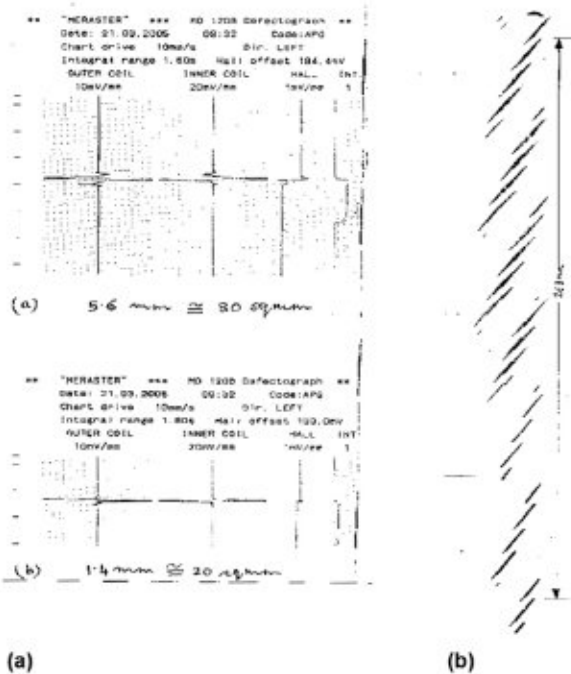 ** "MERASTER" *** MD 120B Defectograph **
Date: 21.09.2005 09:32 Code:APG
Chart drive 10mm/s Dir. LEFT
Integral range 1.60s Hall offset 184.4mV
OUTER COIL INNER COIL HALL INT.
10mV/mm 20mV/mm 1mV/mm 1
(a) 5.6 mm ≅ 80 sqmm
** "MERASTER" *** MD 120B Defectograph **
Date: 21.09.2005 09:32 Code:APG
Chart drive 10mm/s Dir. LEFT
Integral range 1.60s Hall offset
OUTER COIL INNER COIL HALL INT
10mV/mm 20mV/mm 1mV/mm 1
(b) 1.4 mm ≅ 20 sqmm
(a) (b)